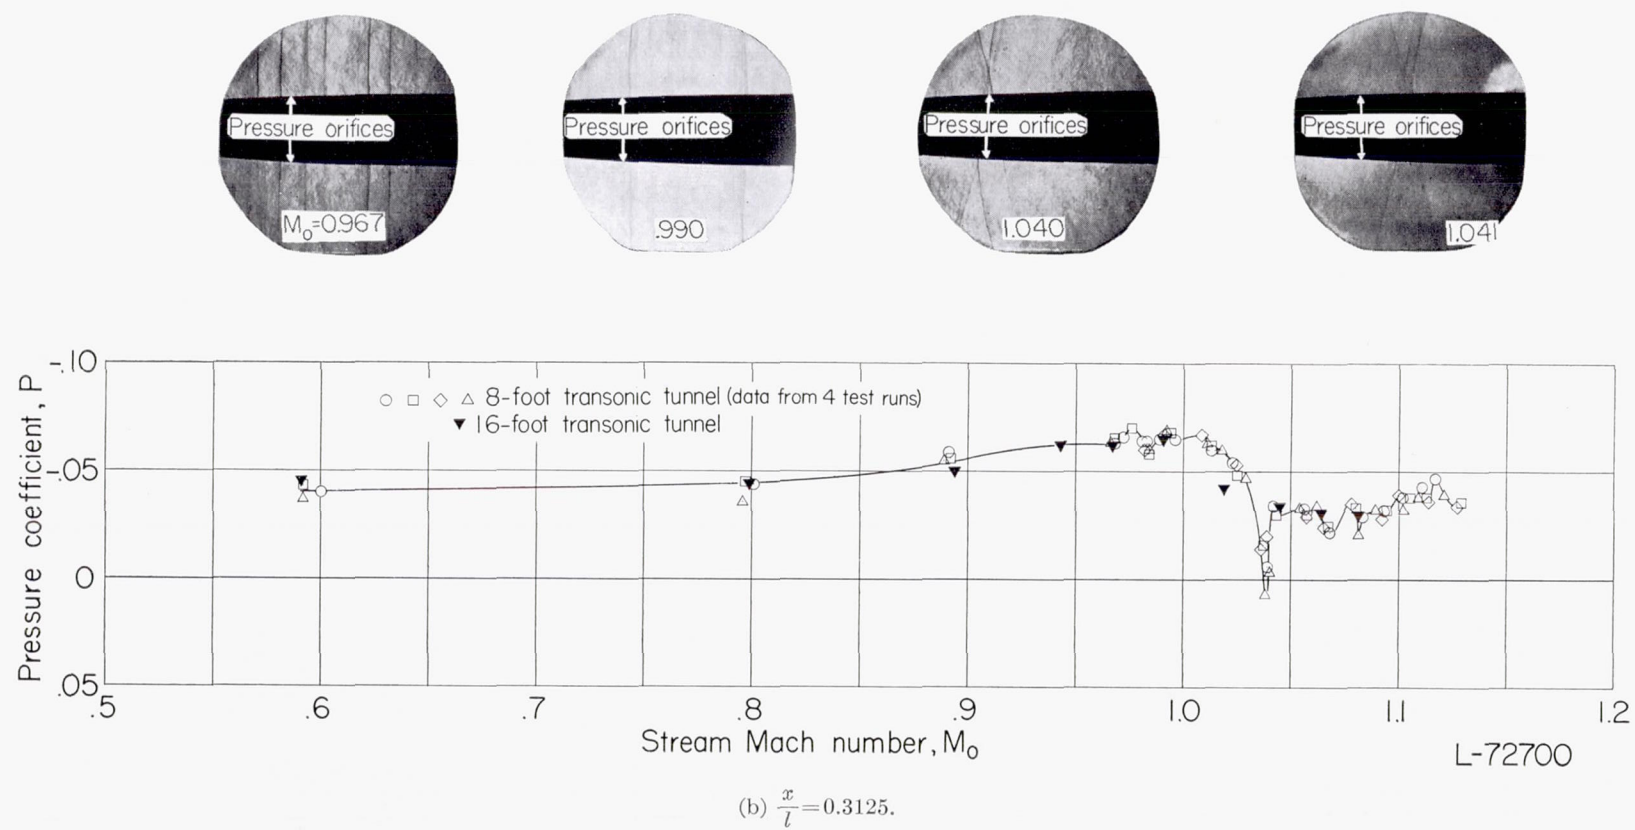 Pressure orifices Pressure orifices Pressure orifices Pressure orifices
M₀=0.967 .990 1.040 1.041
-.10
-.05
0
.05
Pressure coefficient, P
○ □ ◇ △ 8-foot transonic tunnel (data from 4 test runs)
▼ 16-foot transonic tunnel
.5 .6 .7 .8 .9 1.0 1.1 1.2
Stream Mach number, M₀
L-72700
(b) x/l=0.3125.